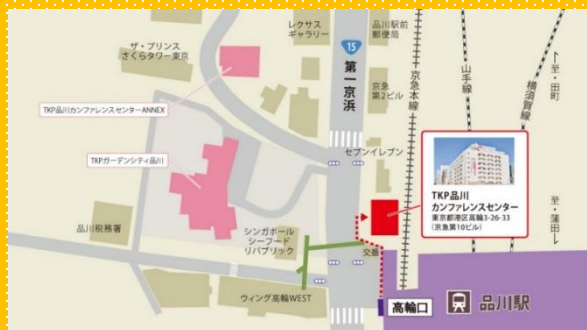 レクサス
ギャラリー
品川駅前
郵便局
ザ・プリンス
さくらタワー東京
15
第一京浜
京急
第2ビル
京急本線
山手線
横須賀線
至・田町
TKP品川カンファレンスセンターANNEX
TKPガーデンシティ品川
セブンイレブン
TKP品川
カンファレンスセンター
東京都港区高輪3-26-33
(京急第10ビル)
至・蒲田
品川税務署
シンガポール
シーフード
リパブリック
交番
ウィング高輪WEST
高輪口
品川駅